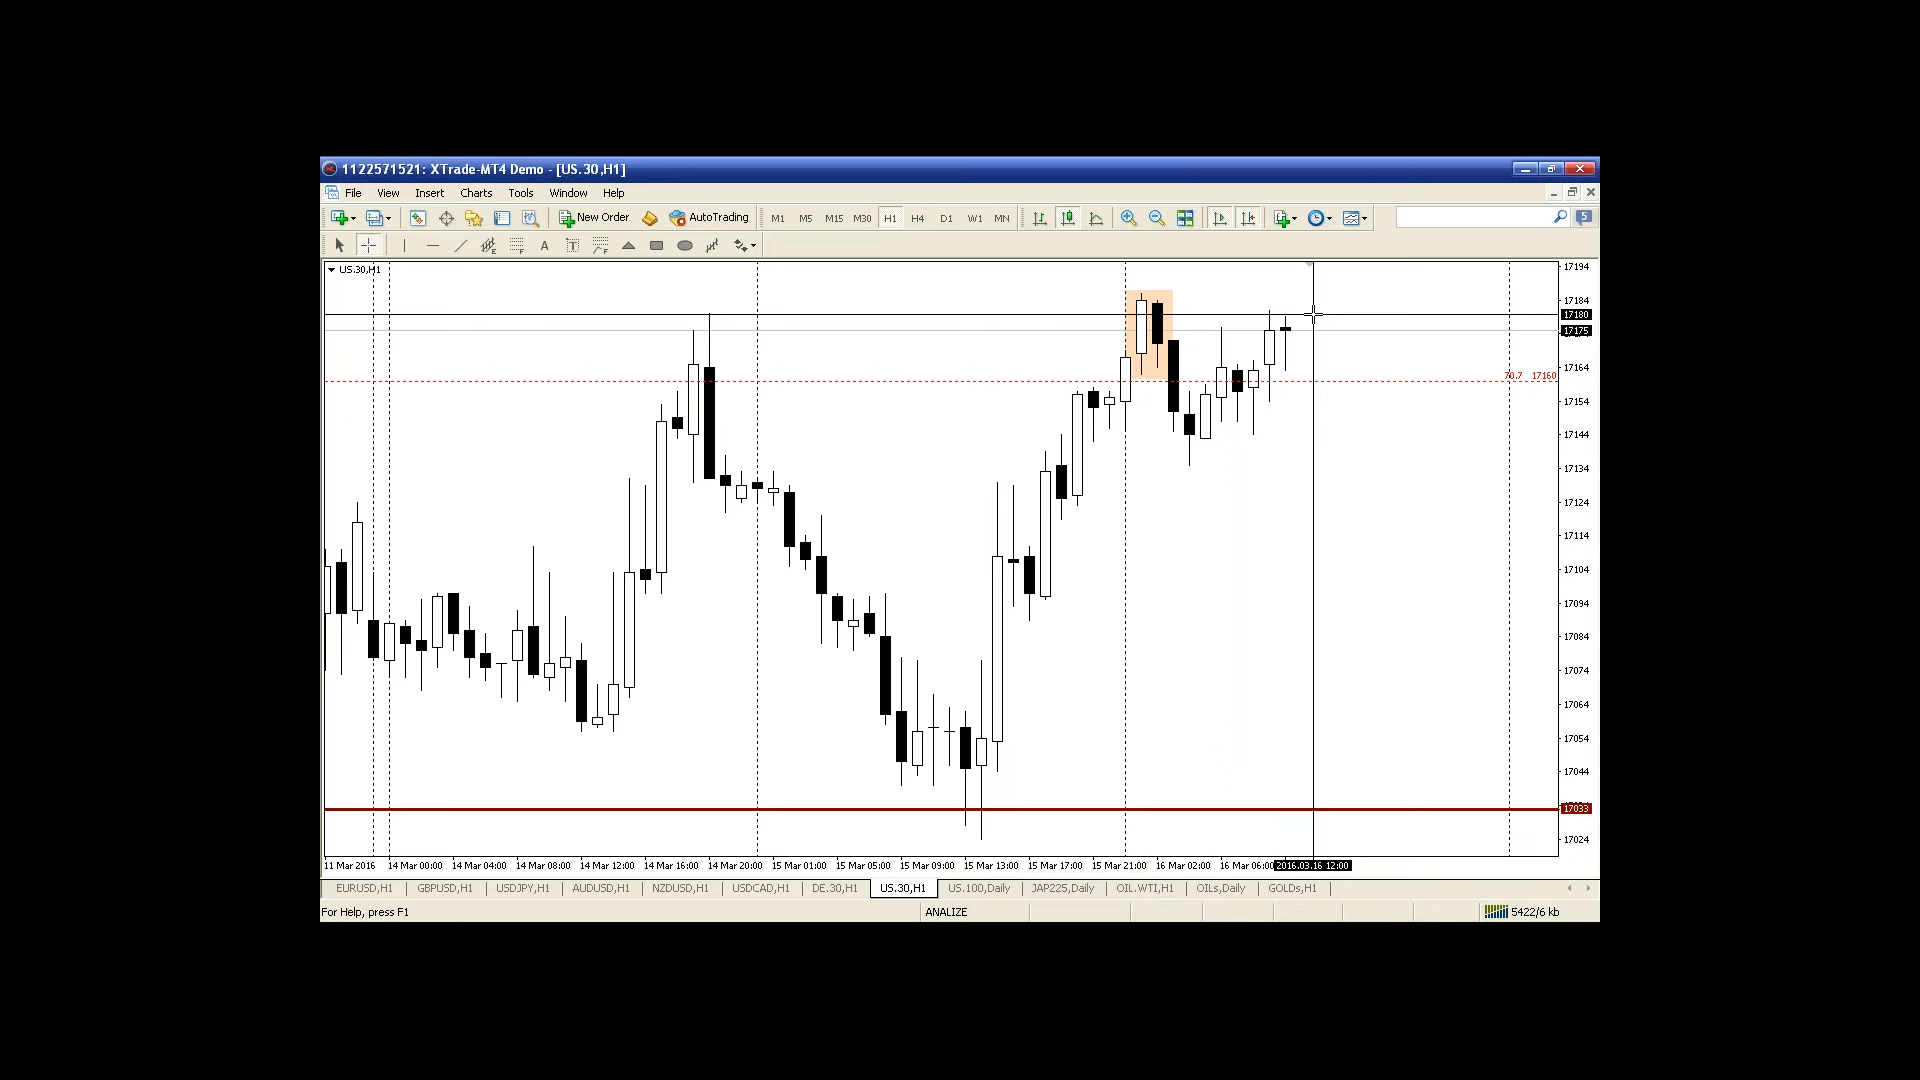 1122571521: XTrade-MT4 Demo - [US.30,H1]
File View Insert Charts Tools Window Help
New Order AutoTrading M1 M5 M15 M30 H1 H4 D1 W1 MN 5
A T
US.30,H1
17194
17184
17180
17175
17164
70.7 17160
17154
17144
17134
17124
17114
17104
17094
17084
17074
17064
17054
17044
17033
17024
11 Mar 2016 14 Mar 00:00 14 Mar 04:00 14 Mar 08:00 14 Mar 12:00 14 Mar 16:00 14 Mar 20:00 15 Mar 01:00 15 Mar 05:00 15 Mar 09:00 15 Mar 13:00 15 Mar 17:00 15 Mar 21:00 16 Mar 02:00 16 Mar 06:00 2016.03.16 12:00
EURUSD,H1 GBPUSD,H1 USDJPY,H1 AUDUSD,H1 NZDUSD,H1 USDCAD,H1 DE.30,H1 US.30,H1 US.100,Daily JAP225,Daily OIL.WTI,H1 OILs,Daily GOLDs,H1
For Help, press F1 ANALIZE 5422/6 kb